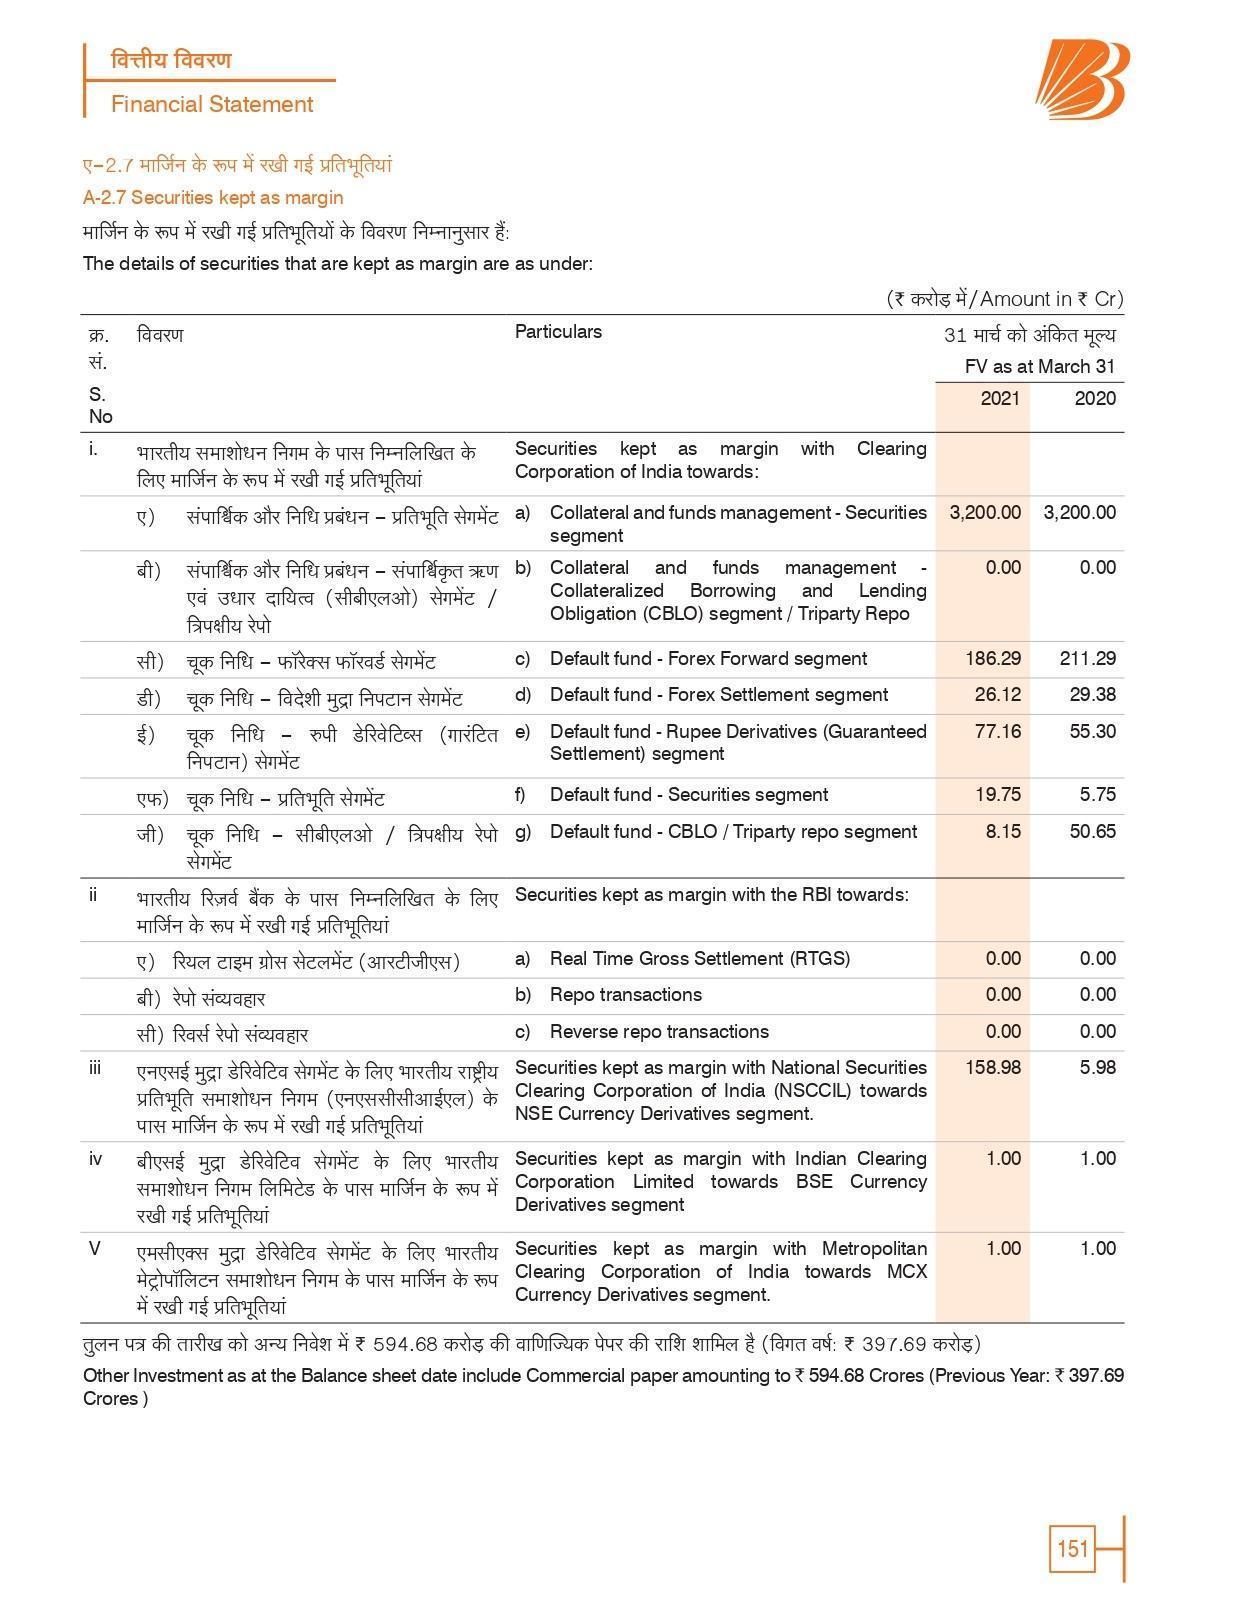 वित्तीय विवरण
Financial Statement
ए–2.7 मार्जिन के रूप में रखी गई प्रतिभूतियां
A-2.7 Securities kept as margin
मार्जिन के रूप में रखी गई प्रतिभूतियों के विवरण निम्नानुसार हैं:
The details of securities that are kept as margin are as under:
(₹ करोड़ में/Amount in ₹ Cr)
क्र. विवरण Particulars 31 मार्च को अंकित मूल्य
सं. FV as at March 31
S. 2021 2020
No
i. भारतीय समाशोधन निगम के पास निम्नलिखित के Securities kept as margin with Clearing
लिए मार्जिन के रूप में रखी गई प्रतिभूतियां Corporation of India towards:
ए) संपार्श्विक और निधि प्रबंधन – प्रतिभूति सेगमेंट a) Collateral and funds management - Securities 3,200.00 3,200.00
segment
बी) संपार्श्विक और निधि प्रबंधन – संपार्श्विकृत ऋण b) Collateral and funds management - 0.00 0.00
एवं उधार दायित्व (सीबीएलओ) सेगमेंट / Collateralized Borrowing and Lending
त्रिपक्षीय रेपो Obligation (CBLO) segment / Triparty Repo
सी) चूक निधि – फॉरेक्स फॉरवर्ड सेगमेंट c) Default fund - Forex Forward segment 186.29 211.29
डी) चूक निधि – विदेशी मुद्रा निपटान सेगमेंट d) Default fund - Forex Settlement segment 26.12 29.38
ई) चूक निधि – रुपी डेरिवेटिव्स (गारंटित e) Default fund - Rupee Derivatives (Guaranteed 77.16 55.30
निपटान) सेगमेंट Settlement) segment
एफ) चूक निधि – प्रतिभूति सेगमेंट f) Default fund - Securities segment 19.75 5.75
जी) चूक निधि – सीबीएलओ / त्रिपक्षीय रेपो g) Default fund - CBLO / Triparty repo segment 8.15 50.65
सेगमेंट
ii भारतीय रिज़र्व बैंक के पास निम्नलिखित के लिए Securities kept as margin with the RBI towards:
मार्जिन के रूप में रखी गई प्रतिभूतियां
ए) रियल टाइम ग्रोस सेटलमेंट (आरटीजीएस) a) Real Time Gross Settlement (RTGS) 0.00 0.00
बी) रेपो संव्यवहार b) Repo transactions 0.00 0.00
सी) रिवर्स रेपो संव्यवहार c) Reverse repo transactions 0.00 0.00
iii एनएसई मुद्रा डेरिवेटिव सेगमेंट के लिए भारतीय राष्ट्रीय Securities kept as margin with National Securities 158.98 5.98
प्रतिभूति समाशोधन निगम (एनएससीसीआईएल) के Clearing Corporation of India (NSCCIL) towards
पास मार्जिन के रूप में रखी गई प्रतिभूतियां NSE Currency Derivatives segment.
iv बीएसई मुद्रा डेरिवेटिव सेगमेंट के लिए भारतीय Securities kept as margin with Indian Clearing 1.00 1.00
समाशोधन निगम लिमिटेड के पास मार्जिन के रूप में Corporation Limited towards BSE Currency
रखी गई प्रतिभूतियां Derivatives segment
V एमसीएक्स मुद्रा डेरिवेटिव सेगमेंट के लिए भारतीय Securities kept as margin with Metropolitan 1.00 1.00
मेट्रोपॉलिटन समाशोधन निगम के पास मार्जिन के रूप Clearing Corporation of India towards MCX
में रखी गई प्रतिभूतियां Currency Derivatives segment.
तुलन पत्र की तारीख को अन्य निवेश में ₹ 594.68 करोड़ की वाणिज्यिक पेपर की राशि शामिल है (विगत वर्ष: ₹ 397.69 करोड़)
Other Investment as at the Balance sheet date include Commercial paper amounting to ₹ 594.68 Crores (Previous Year: ₹ 397.69
Crores )
151